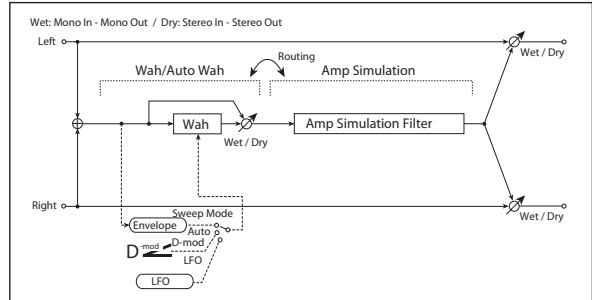 Wet: Mono In - Mono Out / Dry: Stereo In - Stereo Out
Left
Wet / Dry
Routing
Wah/Auto Wah
Amp Simulation
Wah
Wet / Dry
Amp Simulation Filter
Right
Wet / Dry
Sweep Mode
Envelope
Auto
D-mod
D-mod
LFO
LFO